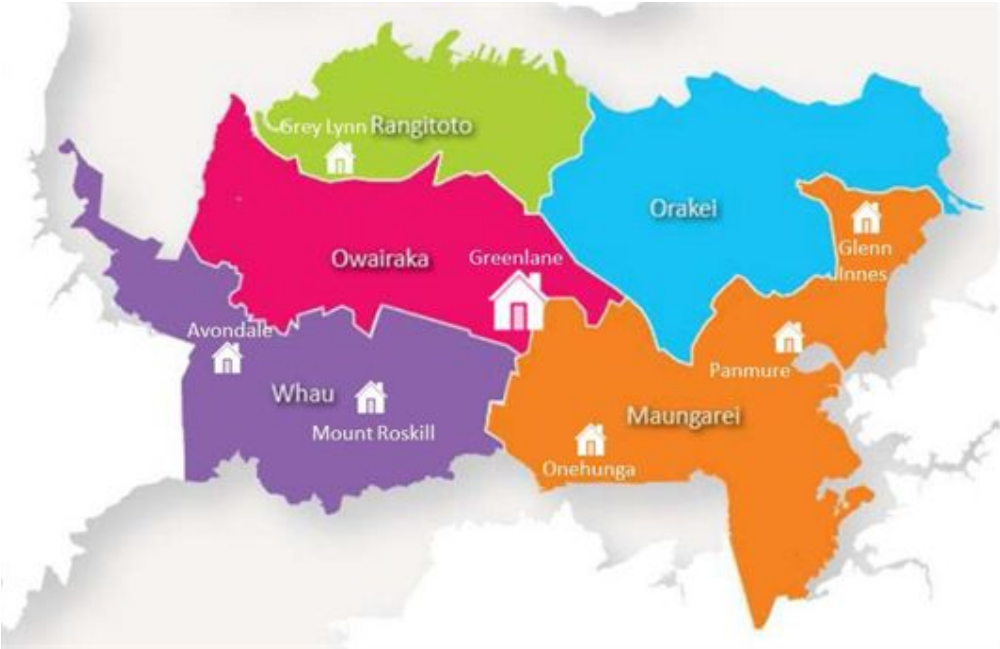 Grey Lynn Rangitoto
Orakei
Owairaka
Greenlane
Glenn
Innes
Avondale
Panmure
Whau
Maungarei
Mount Roskill
Onehunga